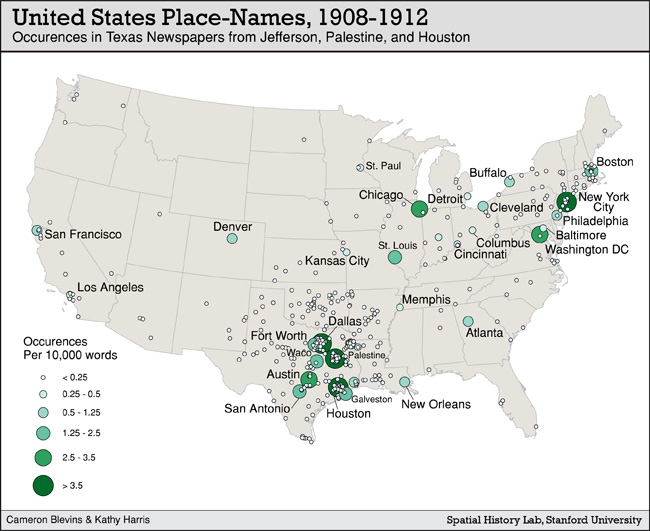 United States Place-Names, 1908-1912
Occurences in Texas Newspapers from Jefferson, Palestine, and Houston
St. Paul
Buffalo
Boston
Chicago
Detroit
Cleveland
New York
City
Philadelphia
San Francisco
Denver
St. Louis
Columbus
Baltimore
Kansas City
Cincinnati
Washington DC
Los Angeles
Memphis
Dallas
Fort Worth
Atlanta
Waco
Palestine
Austin
San Antonio
Houston
Galveston
New Orleans
Occurences
Per 10,000 words
< 0.25
0.25 - 0.5
0.5 - 1.25
1.25 - 2.5
2.5 - 3.5
> 3.5
Cameron Blevins & Kathy Harris
Spatial History Lab, Stanford University